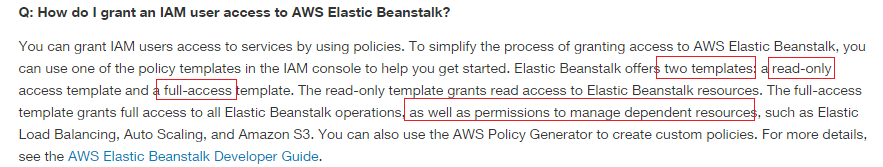 Q: How do I grant an IAM user access to AWS Elastic Beanstalk?
You can grant IAM users access to services by using policies. To simplify the process of granting access to AWS Elastic Beanstalk, you
can use one of the policy templates in the IAM console to help you get started. Elastic Beanstalk offers two templates: a read-only
access template and a full-access template. The read-only template grants read access to Elastic Beanstalk resources. The full-access
template grants full access to all Elastic Beanstalk operations, as well as permissions to manage dependent resources, such as Elastic
Load Balancing, Auto Scaling, and Amazon S3. You can also use the AWS Policy Generator to create custom policies. For more details,
see the AWS Elastic Beanstalk Developer Guide.